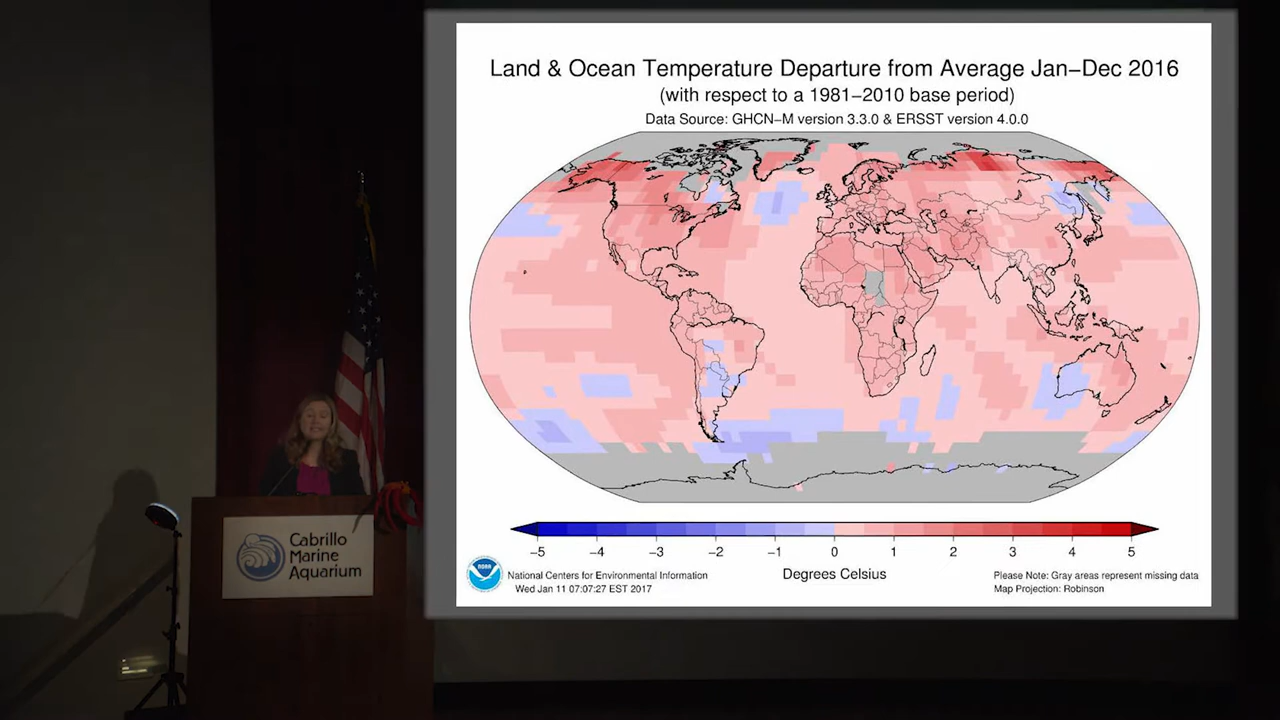 Land & Ocean Temperature Departure from Average Jan–Dec 2016
(with respect to a 1981–2010 base period)
Data Source: GHCN–M version 3.3.0 & ERSST version 4.0.0
-5 -4 -3 -2 -1 0 1 2 3 4 5
Degrees Celsius
NOAA
National Centers for Environmental Information
Wed Jan 11 07:07:27 EST 2017
Please Note: Gray areas represent missing data
Map Projection: Robinson
Cabrillo
Marine
Aquarium